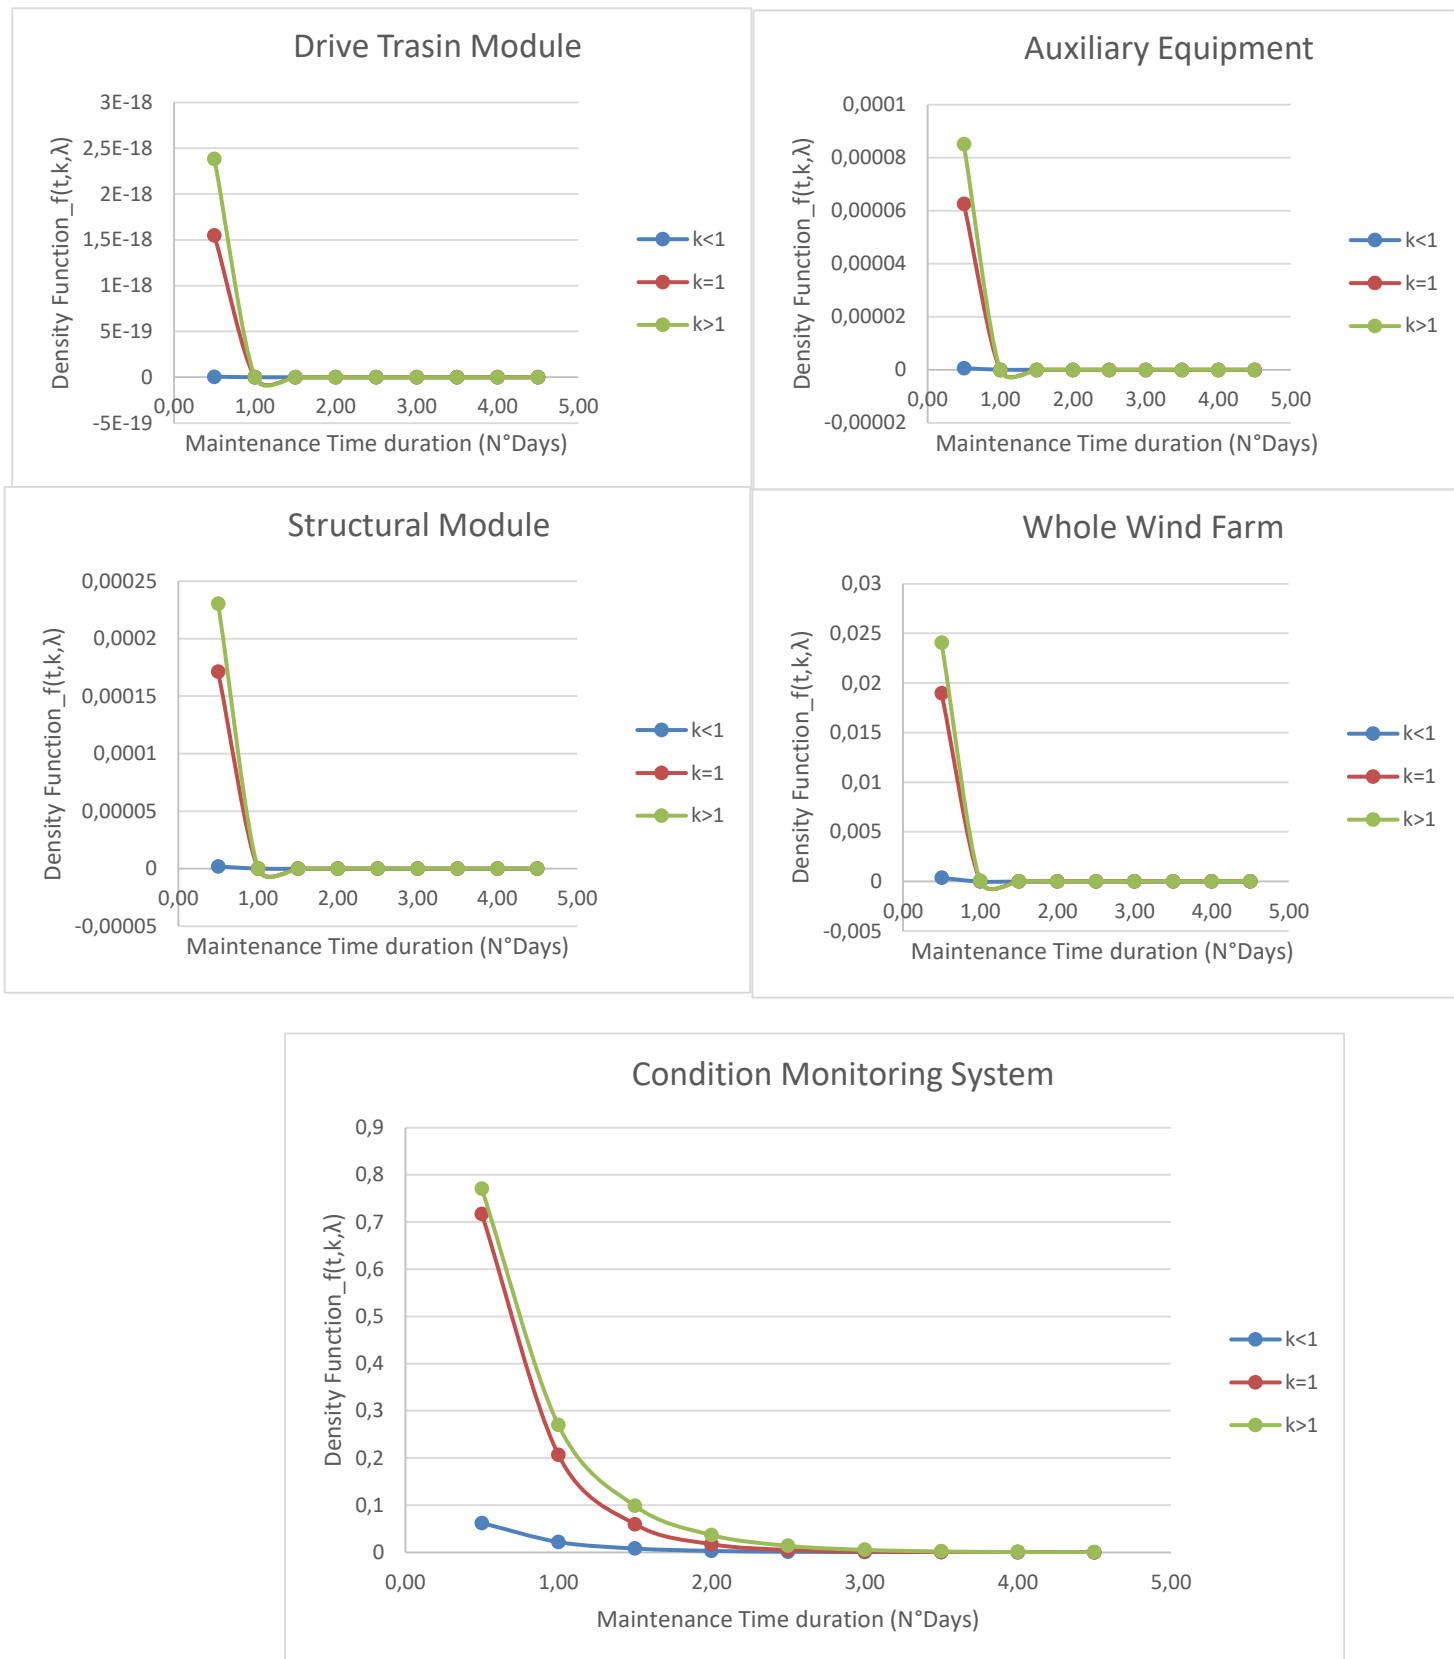 Drive Trasin Module
3E-18
2,5E-18
2E-18
1,5E-18
1E-18
5E-19
0
-5E-19
0,00 1,00 2,00 3,00 4,00 5,00
Density Function_f(t,k,λ)
Maintenance Time duration (N°Days)
k<1
k=1
k>1
Auxiliary Equipment
0,0001
0,00008
0,00006
0,00004
0,00002
0
-0,00002
0,00 1,00 2,00 3,00 4,00 5,00
Density Function_f(t,k,λ)
Maintenance Time duration (N°Days)
k<1
k=1
k>1
Structural Module
0,00025
0,0002
0,00015
0,0001
0,00005
0
-0,00005
0,00 1,00 2,00 3,00 4,00 5,00
Density Function_f(t,k,λ)
Maintenance Time duration (N°Days)
k<1
k=1
k>1
Whole Wind Farm
0,03
0,025
0,02
0,015
0,01
0,005
0
-0,005
0,00 1,00 2,00 3,00 4,00 5,00
Density Function_f(t,k,λ)
Maintenance Time duration (N°Days)
k<1
k=1
k>1
Condition Monitoring System
0,9
0,8
0,7
0,6
0,5
0,4
0,3
0,2
0,1
0
0,00 1,00 2,00 3,00 4,00 5,00
Density Function_f(t,k,λ)
Maintenance Time duration (N°Days)
k<1
k=1
k>1